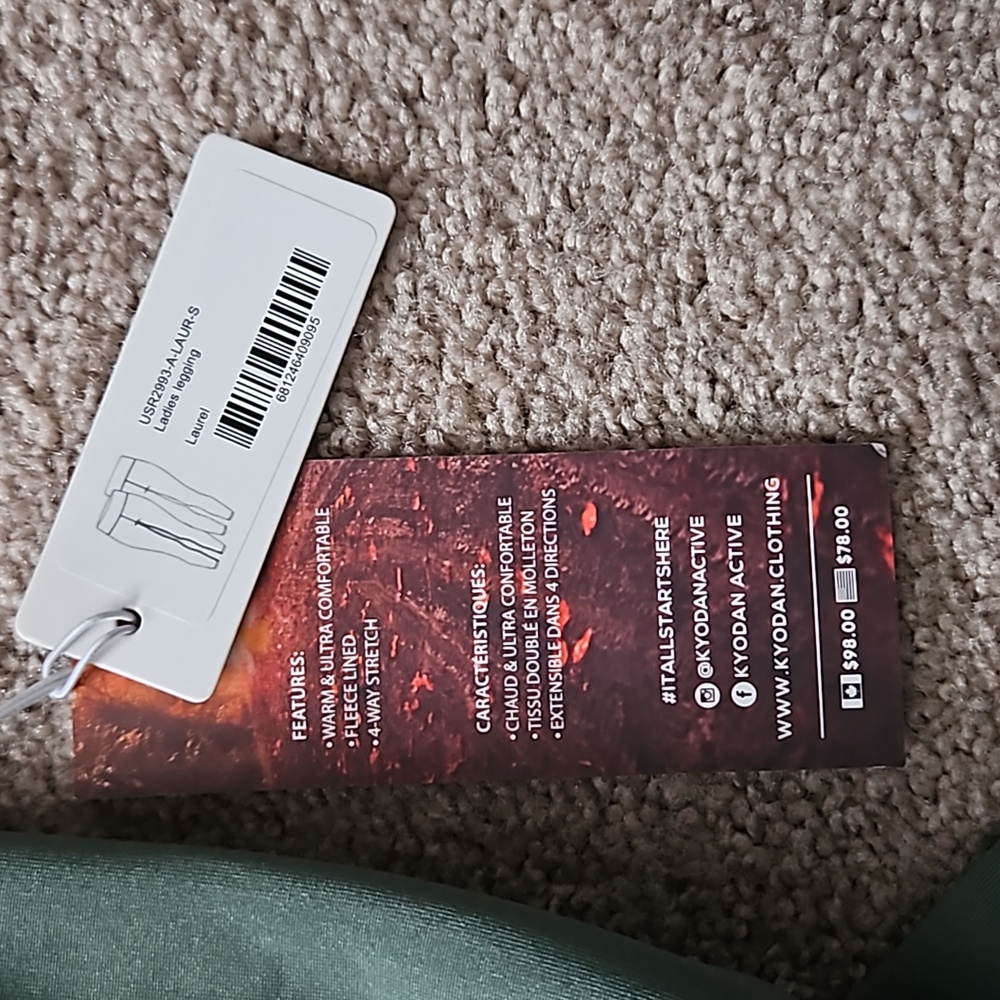 USR2993-A-LAUR-S
Ladies legging
Laurel
681246409095
FEATURES:
• WARM & ULTRA COMFORTABLE
• FLEECE LINED
• 4-WAY STRETCH
CARACTÉRISTIQUES:
• CHAUD & ULTRA CONFORTABLE
• TISSU DOUBLE EN MOLLETON
• EXTENSIBLE DANS 4 DIRECTIONS
#ITALLSTARTSHERE
@KYODANACTIVE
KYODAN ACTIVE
WWW.KYODAN.CLOTHING
$98.00 $78.00